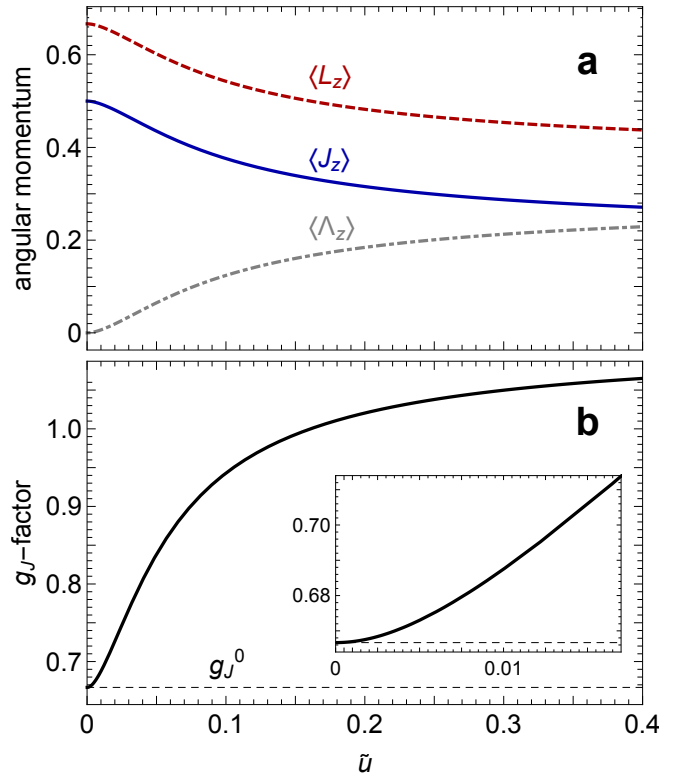 a
angular momentum
0.6
0.4
0.2
0
⟨L_z⟩
⟨J_z⟩
⟨Λ_z⟩
b
g_J–factor
1.0
0.9
0.8
0.7
g_J^0
0.70
0.68
0 0.01
0 0.1 0.2 0.3 0.4
ũ